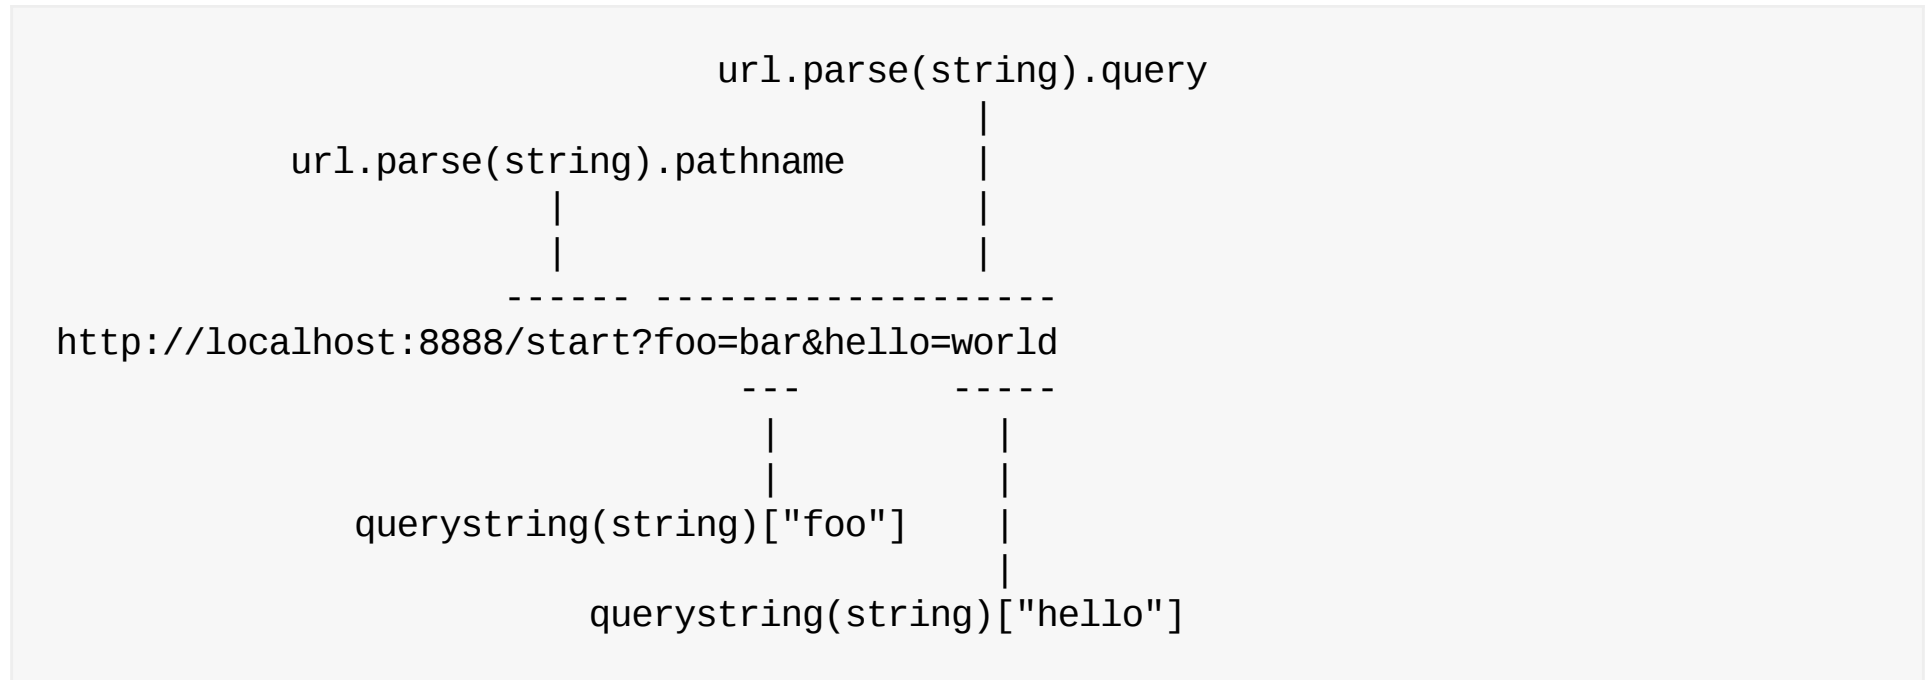 url.parse(string).query
|
url.parse(string).pathname |
| |
| |
------ -------------------
http://localhost:8888/start?foo=bar&hello=world
--- -----
| |
| |
querystring(string)["foo"] |
|
querystring(string)["hello"]